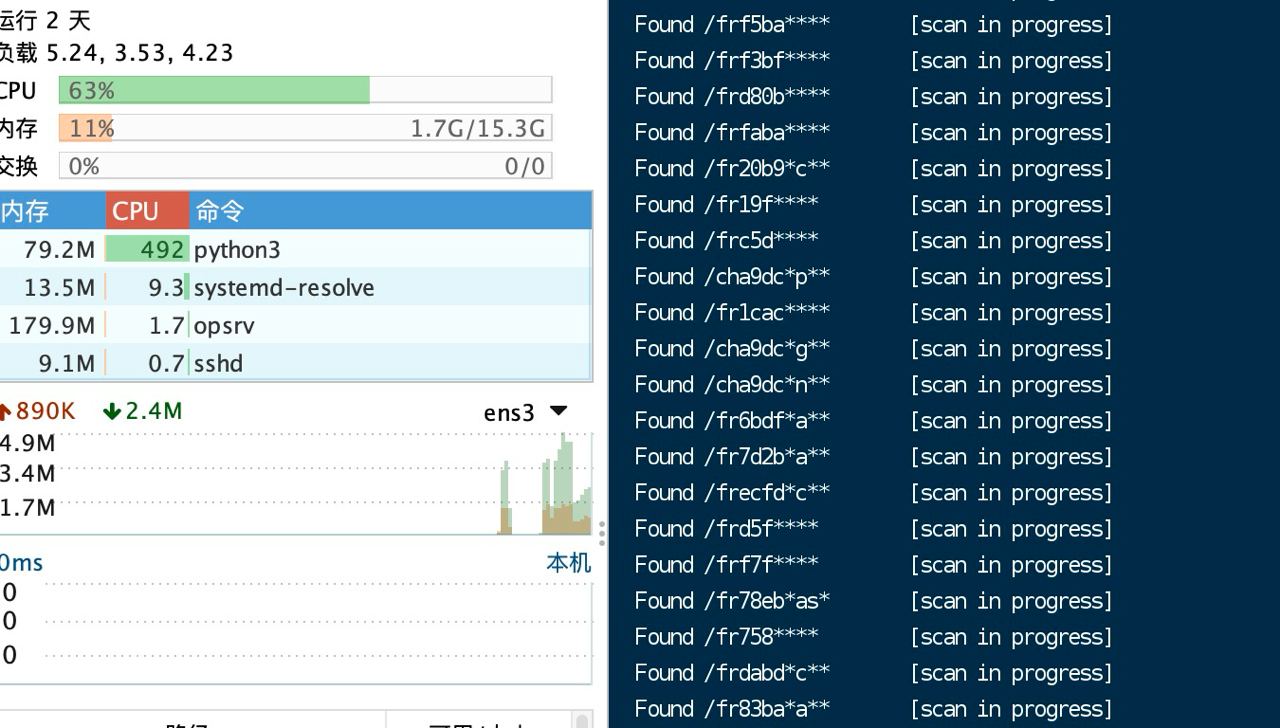 运行 2 天
负载 5.24, 3.53, 4.23
CPU 63%
内存 11% 1.7G/15.3G
交换 0% 0/0
内存 CPU 命令
79.2M 492 python3
13.5M 9.3 systemd-resolve
179.9M 1.7 opsrv
9.1M 0.7 sshd
890K 2.4M ens3
4.9M
3.4M
1.7M
0ms 本机
0
0
0
Found /frf5ba**** [scan in progress]
Found /frf3bf**** [scan in progress]
Found /frd80b**** [scan in progress]
Found /frfaba**** [scan in progress]
Found /fr20b9*c** [scan in progress]
Found /fr19f**** [scan in progress]
Found /frc5d**** [scan in progress]
Found /cha9dc*p** [scan in progress]
Found /fr1cac**** [scan in progress]
Found /cha9dc*g** [scan in progress]
Found /cha9dc*n** [scan in progress]
Found /fr6bdf*a** [scan in progress]
Found /fr7d2b*a** [scan in progress]
Found /frecfd*c** [scan in progress]
Found /frd5f**** [scan in progress]
Found /frf7f**** [scan in progress]
Found /fr78eb*as* [scan in progress]
Found /fr758**** [scan in progress]
Found /frdabd*c** [scan in progress]
Found /fr83ba*a** [scan in progress]